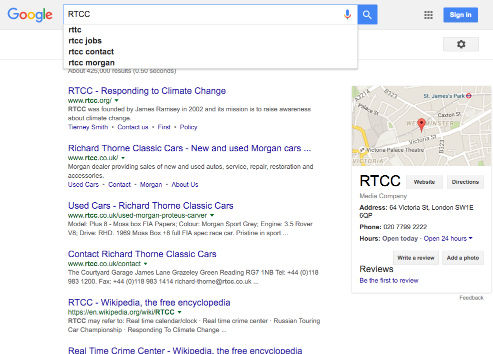 Google
RTCC
Sign in
rttc
rtcc jobs
rtcc contact
rtcc morgan
About 425,000 results (0.50 seconds)
RTCC - Responding to Climate Change
www.rtcc.org/
RTCC was founded by James Ramsey in 2002 and its mission is to raise awareness
about climate change.
Tierney Smith · Contact us · First · Policy
Richard Thorne Classic Cars - New and used Morgan cars ...
www.rtcc.co.uk/
Morgan dealer providing sales of new and used autos, service, repair, restoration and
accessories.
Used Cars · Contact · Morgan · About Us
Used Cars - Richard Thorne Classic Cars
www.rtcc.co.uk/used-morgan-proteus-carver
Model: Plus 8 - Moss box FIA Papers; Colour: Morgan Sport Grey; Engine: 3.5 Rover
V8; Drive: RHD. 1969 Moss Box +8 full FIA spec race car. Pristine in sport ...
Contact Richard Thorne Classic Cars
www.rtcc.co.uk/contact
The Courtyard Garage James Lane Grazeley Green Reading RG7 1NB Tel: +44 (0)118
983 1200. Fax: +44 (0)118 983 1414 richard-thorne@rtcc.co.uk ...
RTCC - Wikipedia, the free encyclopedia
https://en.wikipedia.org/wiki/RTCC
RTCC may refer to: Real time calendar/clock · Real time crime center · Russian Touring
Car Championship · Responding To Climate Change ...
Real Time Crime Center - Wikipedia, the free encyclopedia
A3214
St. James's Park
Palace St
Caxton St
WESTMINSTER
Victoria St
Victoria Palace Theatre
VICTORIA
RTCC
Website
Directions
Media Company
Address: 64 Victoria St, London SW1E
6QP
Phone: 020 7799 2222
Hours: Open today · Open 24 hours
Write a review
Add a photo
Reviews
Be the first to review
Feedback